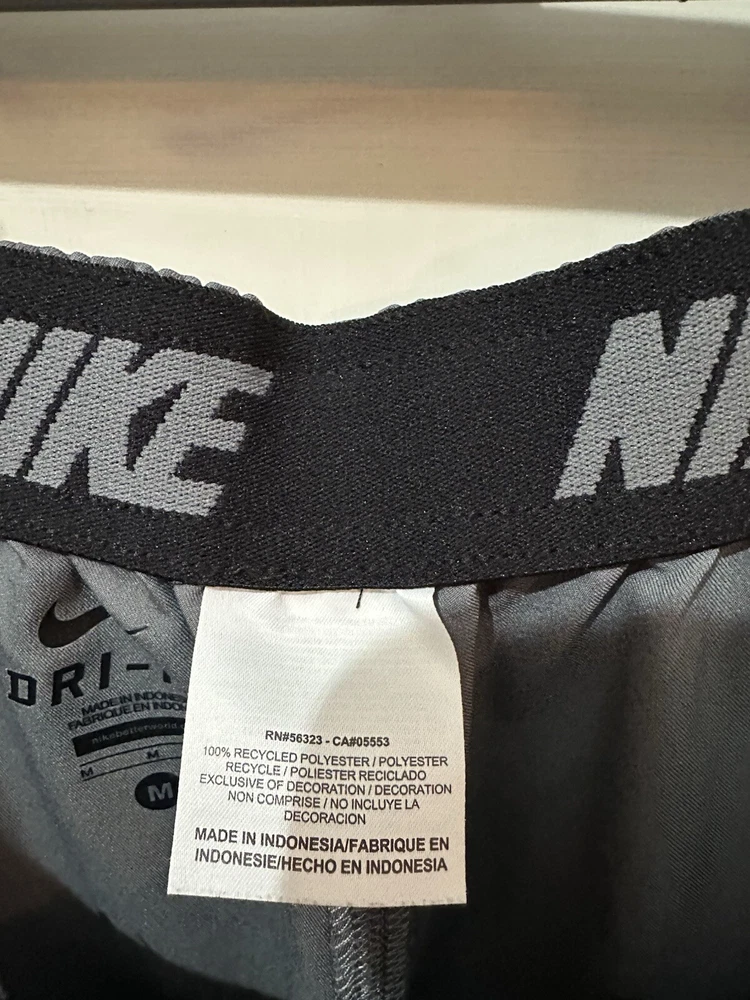 NIKE
DRI-
MADE IN INDONES
FABRIQUE EN INDO
nikebetterworld.c
M M
M
RN#56323 - CA#05553
100% RECYCLED POLYESTER / POLYESTER
RECYCLE / POLIESTER RECICLADO
EXCLUSIVE OF DECORATION / DECORATION
NON COMPRISE / NO INCLUYE LA
DECORACION
MADE IN INDONESIA/FABRIQUE EN
INDONESIE/HECHO EN INDONESIA